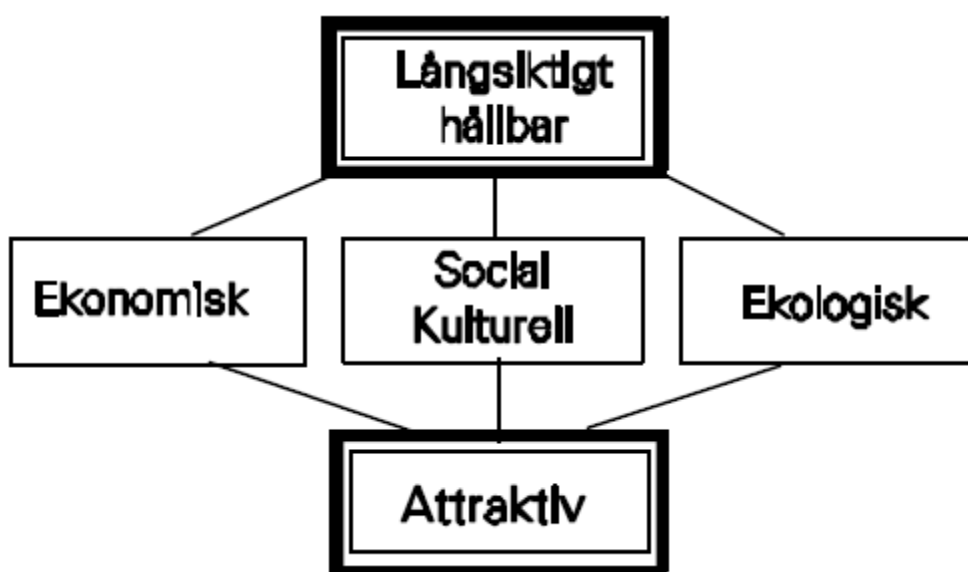 Långsiktigt
hållbar
Ekonomisk
Social
Kulturell
Ekologisk
Attraktiv